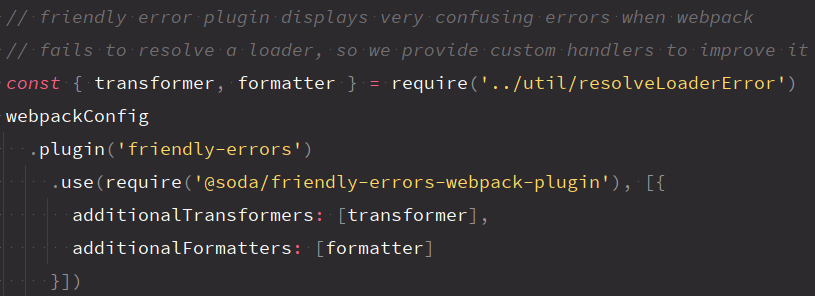 // friendly error plugin displays very confusing errors when webpack
// fails to resolve a loader, so we provide custom handlers to improve it
const { transformer, formatter } = require('../util/resolveLoaderError')
webpackConfig
  .plugin('friendly-errors')
    .use(require('@soda/friendly-errors-webpack-plugin'), [{
      additionalTransformers: [transformer],
      additionalFormatters: [formatter]
    }])